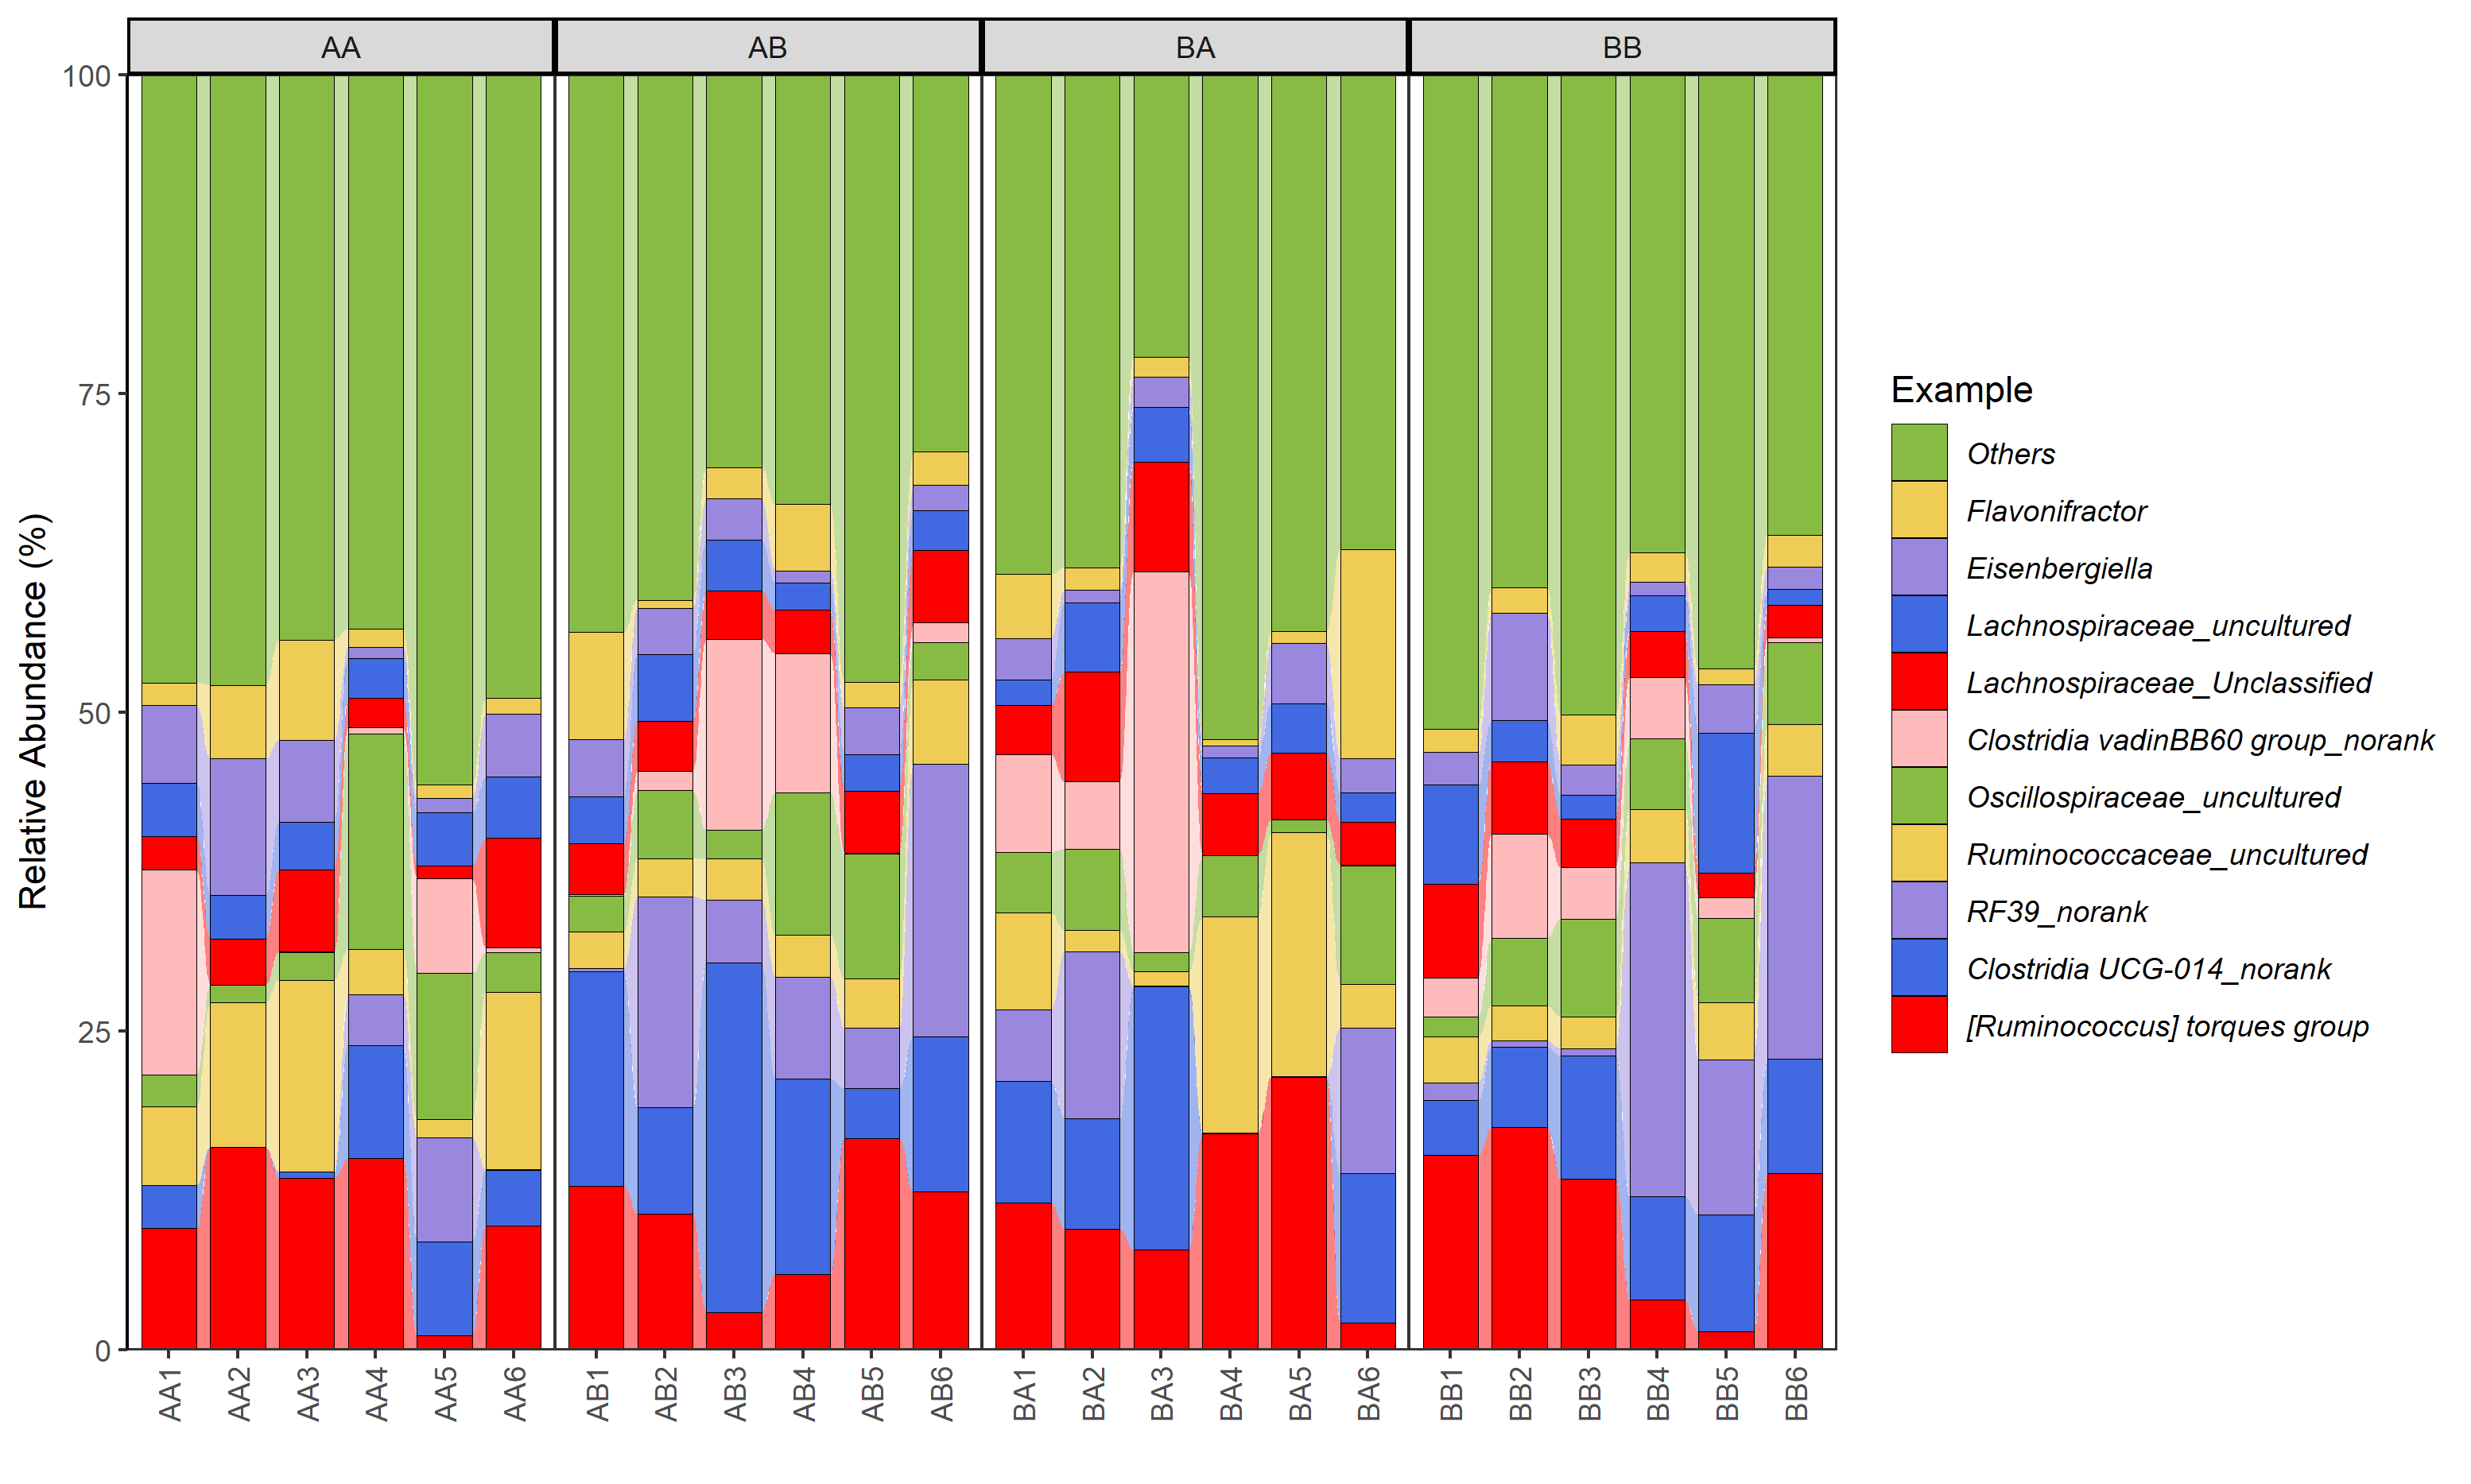 AA AB BA BB
100
75
50
25
0
Relative Abundance (%)
AA1 AA2 AA3 AA4 AA5 AA6 AB1 AB2 AB3 AB4 AB5 AB6 BA1 BA2 BA3 BA4 BA5 BA6 BB1 BB2 BB3 BB4 BB5 BB6
Example
Others
Flavonifractor
Eisenbergiella
Lachnospiraceae_uncultured
Lachnospiraceae_Unclassified
Clostridia vadinBB60 group_norank
Oscillospiraceae_uncultured
Ruminococcaceae_uncultured
RF39_norank
Clostridia UCG-014_norank
[Ruminococcus] torques group